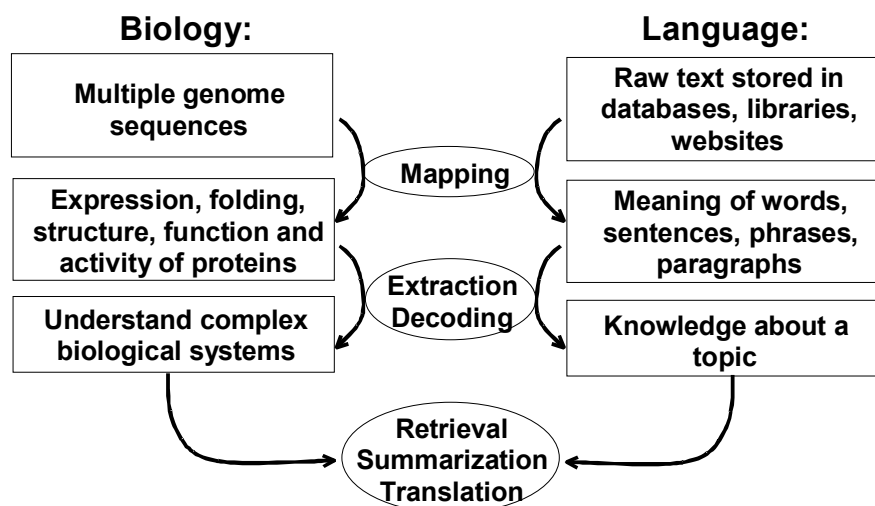 Biology:
Language:
Multiple genome
sequences
Raw text stored in
databases, libraries,
websites
Mapping
Expression, folding,
structure, function and
activity of proteins
Meaning of words,
sentences, phrases,
paragraphs
Extraction
Decoding
Understand complex
biological systems
Knowledge about a
topic
Retrieval
Summarization
Translation